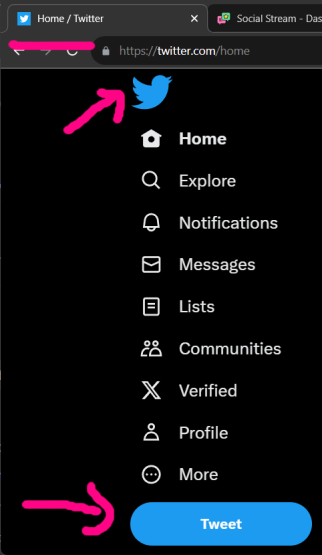 Home / Twitter
Social Stream - Das
https://twitter.com/home
Home
Explore
Notifications
Messages
Lists
Communities
Verified
Profile
More
Tweet